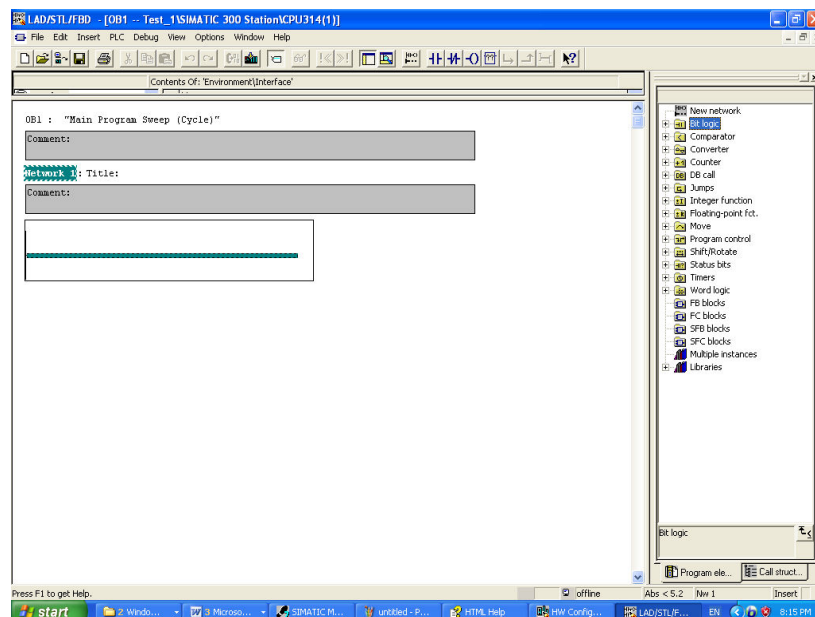 LAD/STL/FBD - [OB1 -- Test_1\SIMATIC 300 Station\CPU314(1)]
File Edit Insert PLC Debug View Options Window Help
Contents Of: 'Environment\Interface'
OB1 : "Main Program Sweep (Cycle)"
Comment:
Network 1: Title:
Comment:
New network
Bit logic
Comparator
Converter
Counter
DB call
Jumps
Integer function
Floating-point fct.
Move
Program control
Shift/Rotate
Status bits
Timers
Word logic
FB blocks
FC blocks
SFB blocks
SFC blocks
Multiple instances
Libraries
Bit logic
Program ele... Call struct...
Press F1 to get Help. offline Abs < 5.2 Nw 1 Insert
start 2 Windo... 3 Microso... SIMATIC M... untitled - P... HTML Help HW Config... LAD/STL/F... EN 8:15 PM